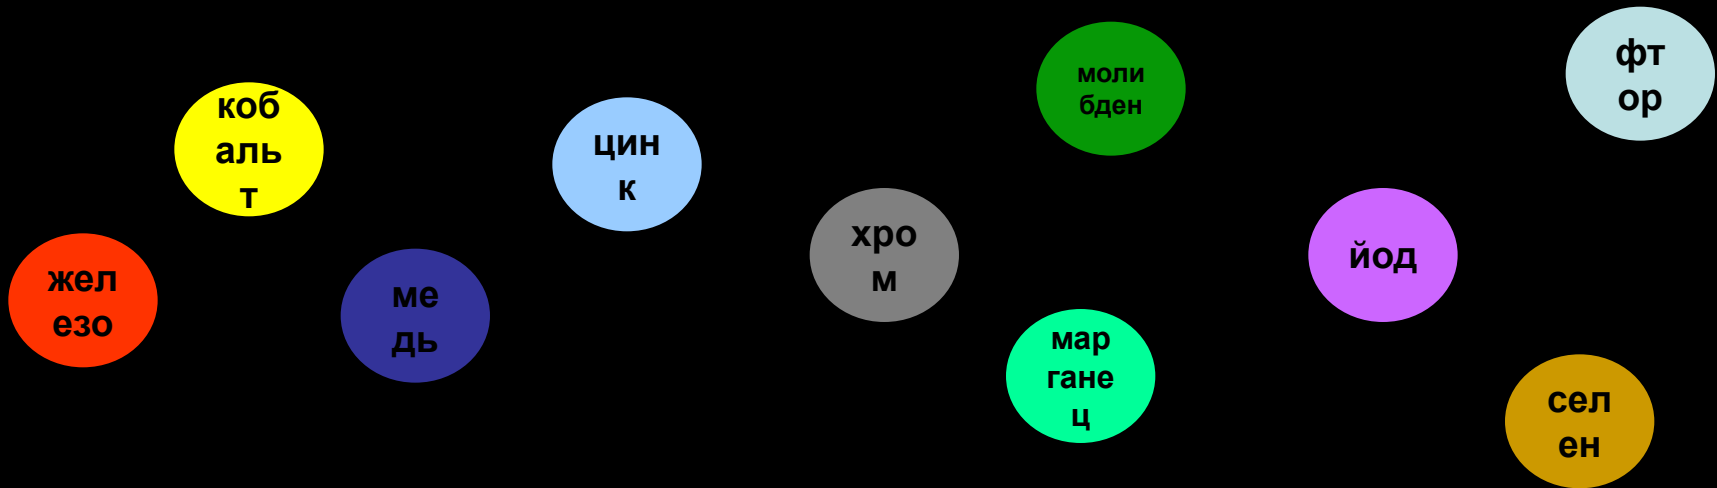 жел
езо
коб
аль
т
ме
дь
цин
к
хро
м
моли
бден
мар
гане
ц
йод
фт
ор
сел
ен